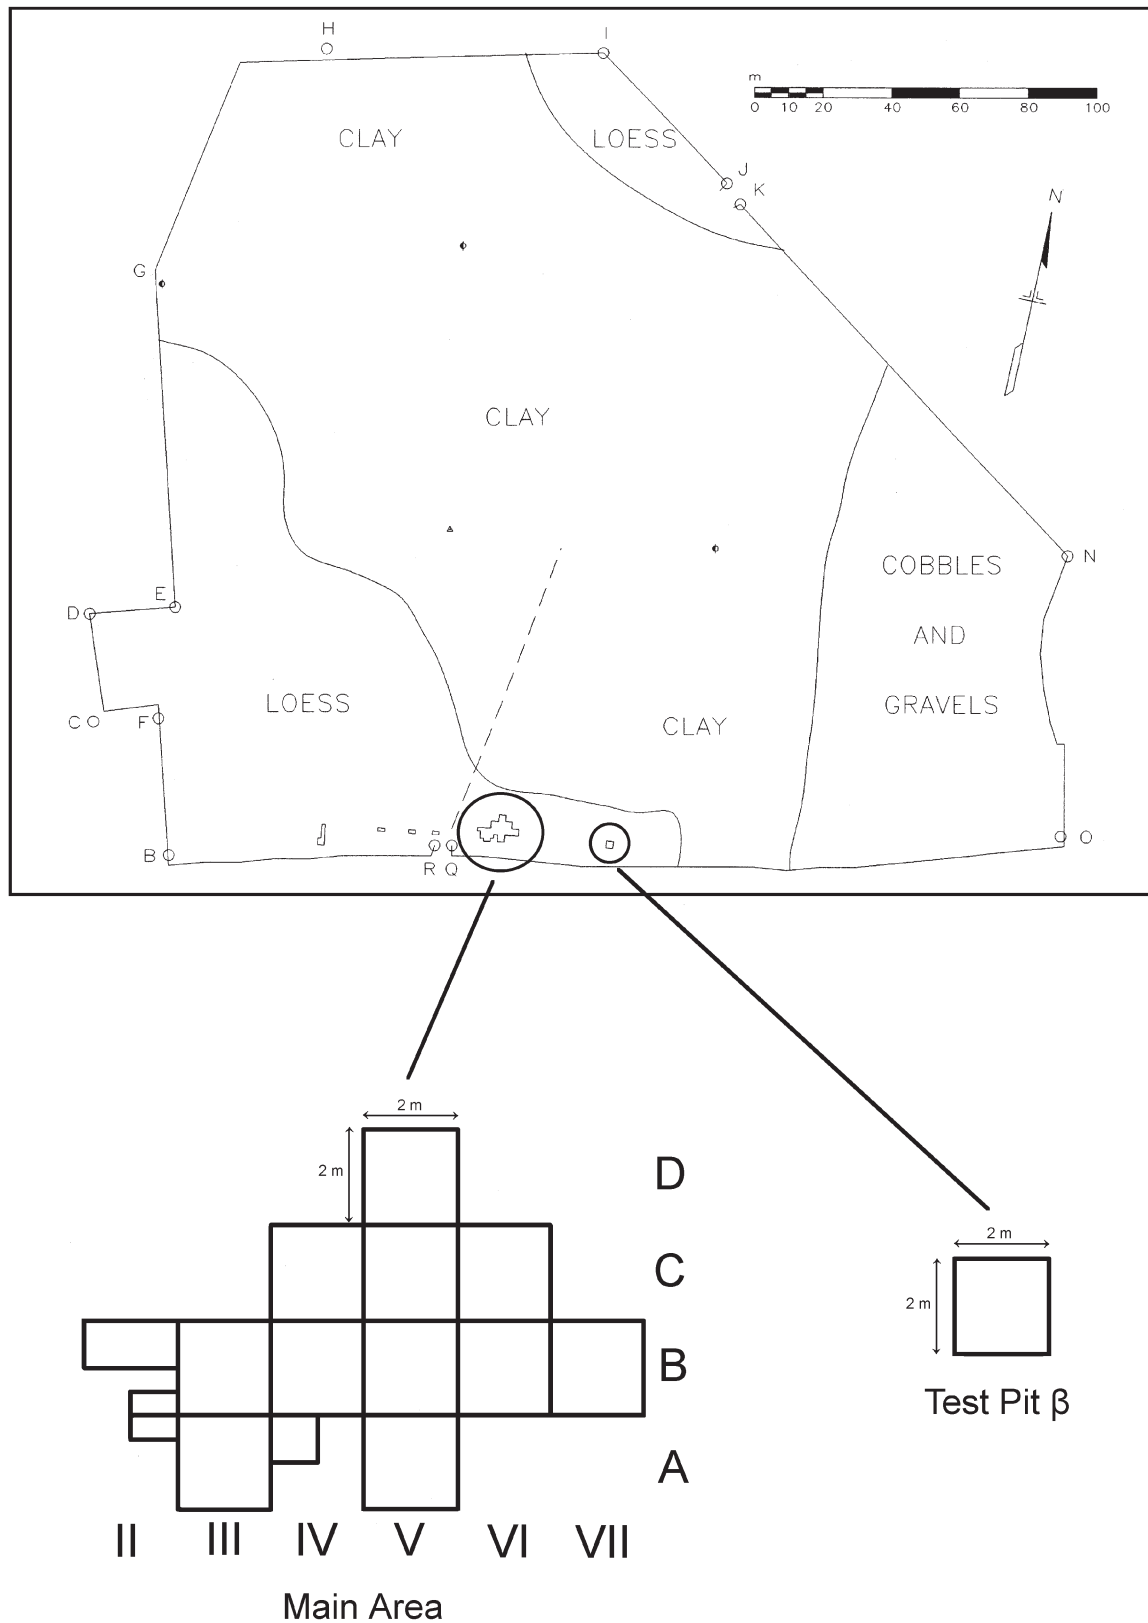 H
I
m
0 10 20 40 60 80 100
CLAY
LOESS
J
K
N
G
CLAY
COBBLES
N
E
D
AND
LOESS
GRAVELS
C
F
CLAY
B
O
R Q
2 m
2 m
D
C
B
A
II III IV V VI VII
Main Area
2 m
2 m
Test Pit β